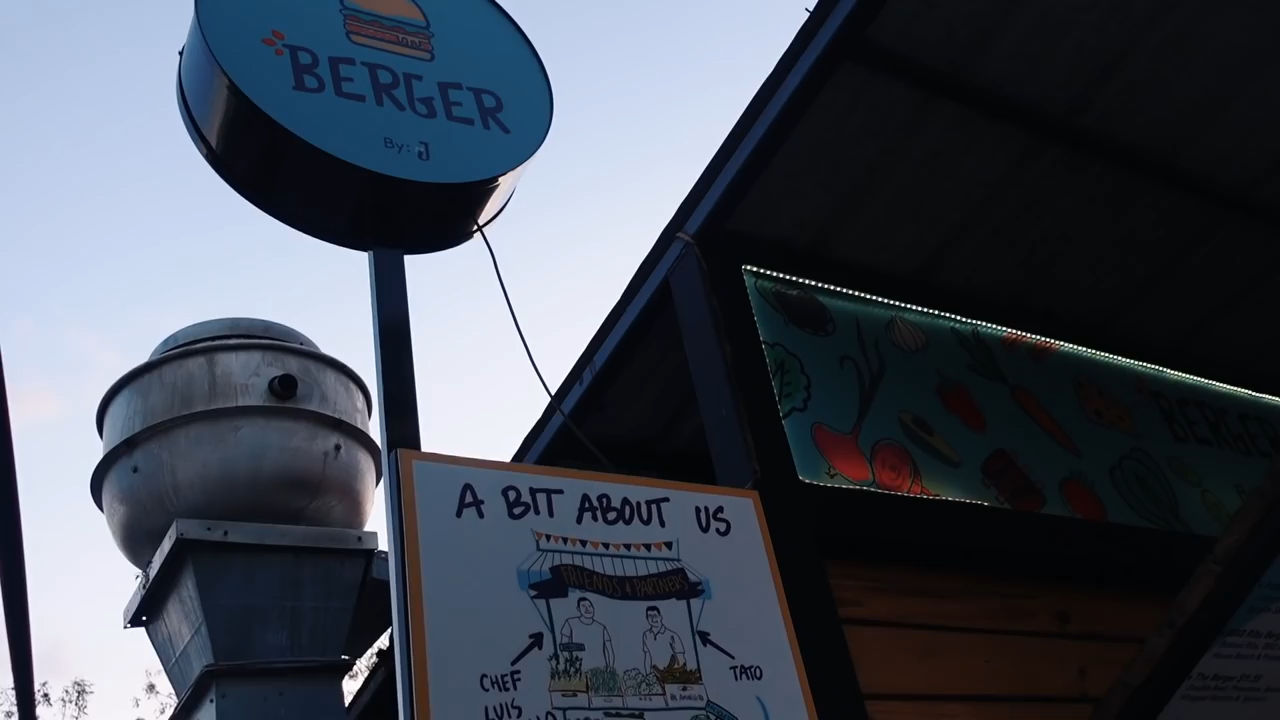 BERGER
By: J
BERGER
A BIT ABOUT US
FRIENDS & PARTNERS
CHEF
LUIS
TATO